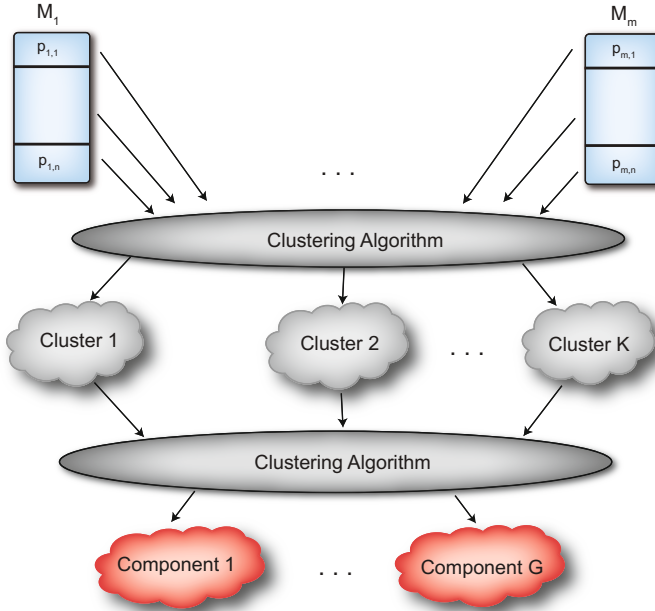 M1 Mm
p1,1 pm,1
p1,n pm,n
. . .
Clustering Algorithm
Cluster 1 Cluster 2 . . . Cluster K
Clustering Algorithm
Component 1 . . . Component G